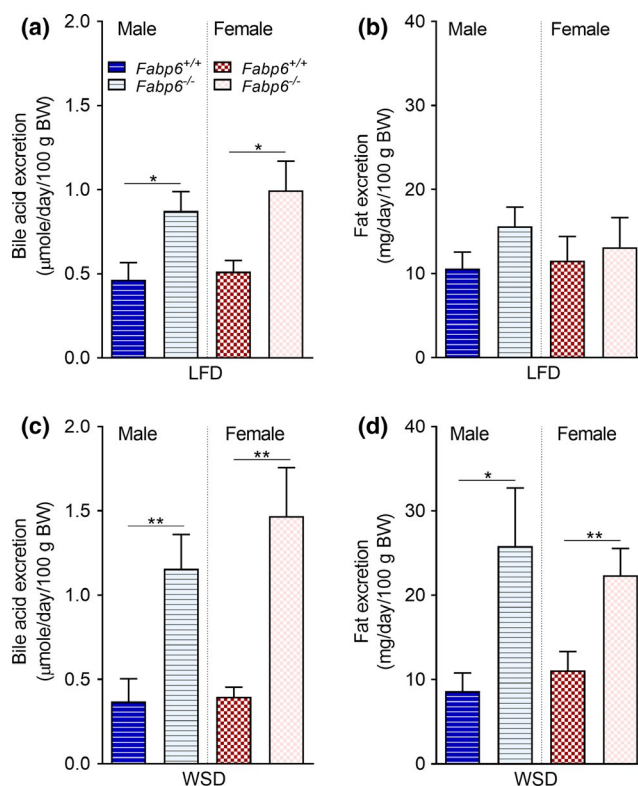 (a)
Male
Female
Fabp6+/+
Fabp6-/-
Fabp6+/+
Fabp6-/-
Bile acid excretion
(μmole/day/100 g BW)
2.0
1.5
1.0
0.5
0.0
*
*
LFD
(b)
Male
Female
Fat excretion
(mg/day/100 g BW)
40
30
20
10
0
LFD
(c)
Male
Female
Bile acid excretion
(μmole/day/100 g BW)
2.0
1.5
1.0
0.5
0.0
**
**
WSD
(d)
Male
Female
Fat excretion
(mg/day/100 g BW)
40
30
20
10
0
*
**
WSD